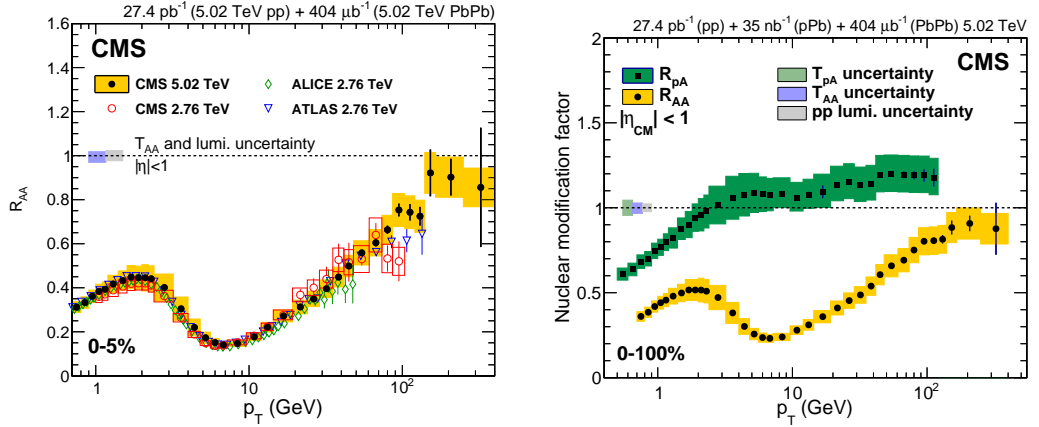 27.4 pb⁻¹ (5.02 TeV pp) + 404 μb⁻¹ (5.02 TeV PbPb)
CMS
CMS 5.02 TeV
ALICE 2.76 TeV
CMS 2.76 TeV
ATLAS 2.76 TeV
T_AA and lumi. uncertainty
|η|<1
0-5%
R_AA
1.6
1.4
1.2
1
0.8
0.6
0.4
0.2
0
1
10
10²
p_T (GeV)
27.4 pb⁻¹ (pp) + 35 nb⁻¹ (pPb) + 404 μb⁻¹ (PbPb) 5.02 TeV
CMS
R_pA
R_AA
|η_CM| < 1
T_pA uncertainty
T_AA uncertainty
pp lumi. uncertainty
0-100%
Nuclear modification factor
2
1.5
1
0.5
0
1
10
10²
p_T (GeV)